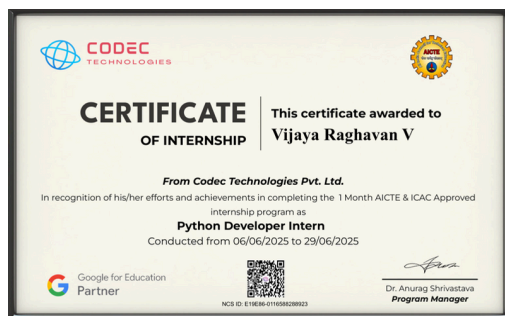 CODEC
TECHNOLOGIES
AICTE
CERTIFICATE
OF INTERNSHIP
This certificate awarded to
Vijaya Raghavan V
From Codec Technologies Pvt. Ltd.
In recognition of his/her efforts and achievements in completing the 1 Month AICTE & ICAC Approved
internship program as
Python Developer Intern
Conducted from 06/06/2025 to 29/06/2025
Google for Education
Partner
NCS ID: E19E86-0116588288923
Dr. Anurag Shrivastava
Program Manager